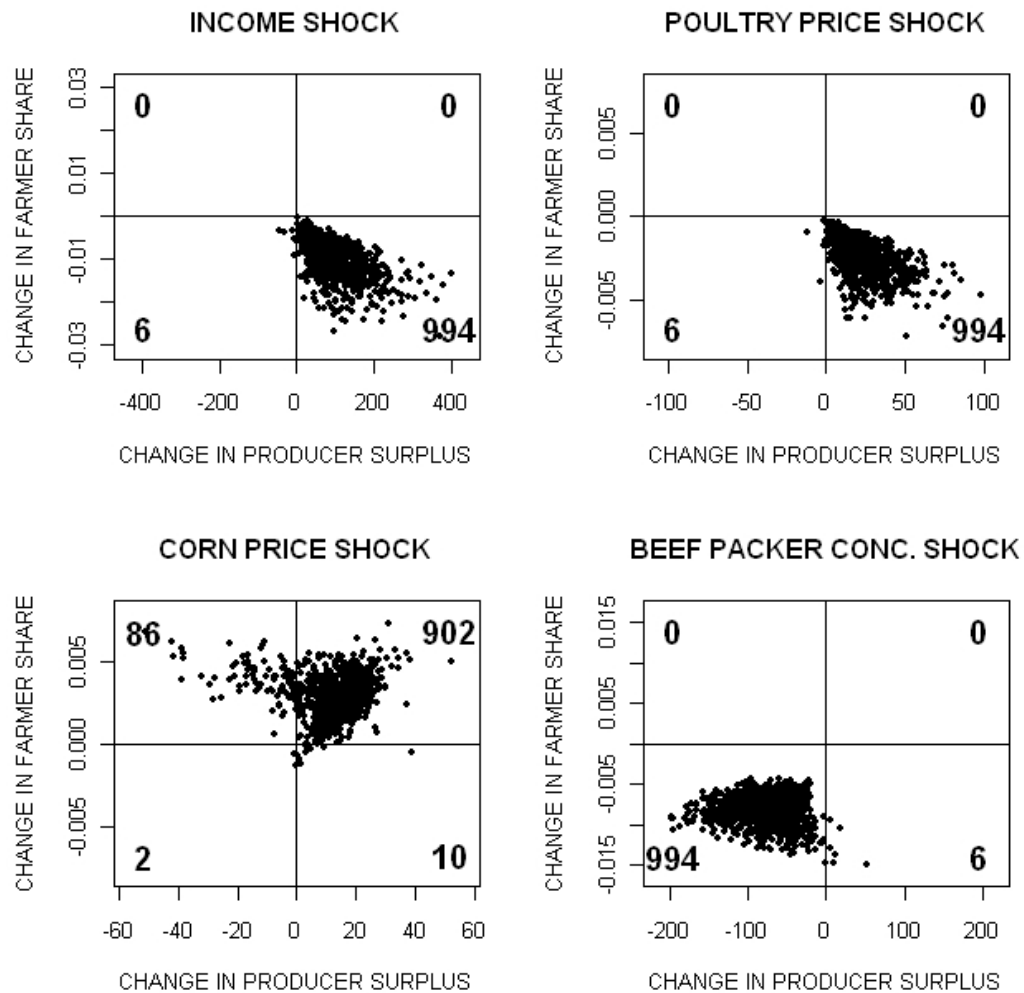 INCOME SHOCK
CHANGE IN FARMER SHARE
0.03
0.01
-0.01
-0.03
0 0
6 994
-400 -200 0 200 400
CHANGE IN PRODUCER SURPLUS
POULTRY PRICE SHOCK
CHANGE IN FARMER SHARE
0.005
0.000
-0.005
0 0
6 994
-100 -50 0 50 100
CHANGE IN PRODUCER SURPLUS
CORN PRICE SHOCK
CHANGE IN FARMER SHARE
0.005
0.000
-0.005
86 902
2 10
-60 -40 -20 0 20 40 60
CHANGE IN PRODUCER SURPLUS
BEEF PACKER CONC. SHOCK
CHANGE IN FARMER SHARE
0.015
0.005
-0.005
-0.015
0 0
994 6
-200 -100 0 100 200
CHANGE IN PRODUCER SURPLUS